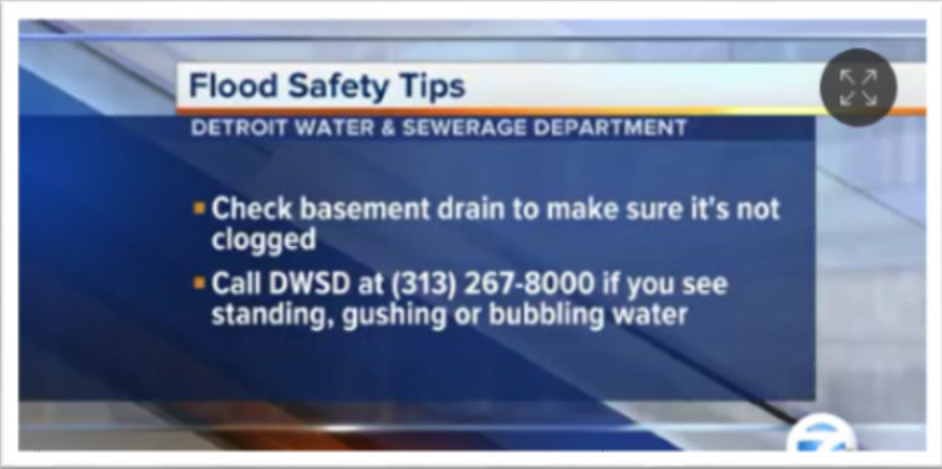 Flood Safety Tips
DETROIT WATER & SEWERAGE DEPARTMENT
▪ Check basement drain to make sure it's not
clogged
▪ Call DWSD at (313) 267-8000 if you see
standing, gushing or bubbling water
7